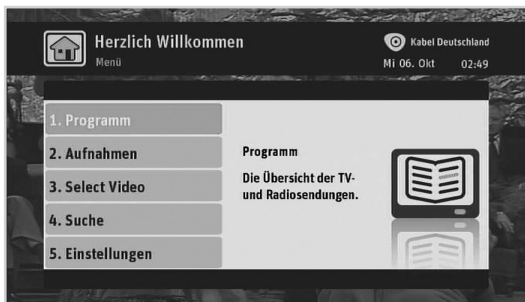 Herzlich Willkommen
Menü
Kabel Deutschland
Mi 06. Okt 02:49
1. Programm
2. Aufnahmen
3. Select Video
4. Suche
5. Einstellungen
Programm
Die Übersicht der TV-
und Radiosendungen.